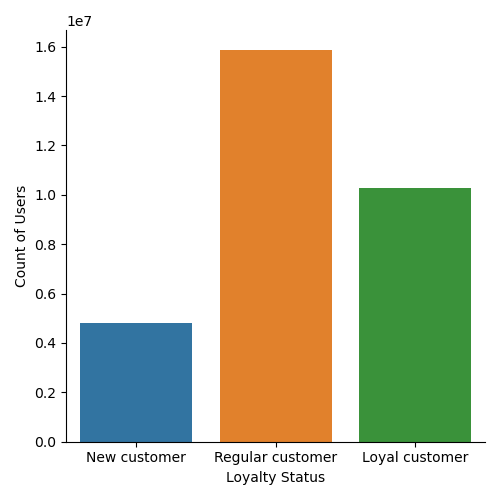 1e7
1.6
1.4
1.2
1.0
0.8
0.6
0.4
0.2
0.0
Count of Users
New customer Regular customer Loyal customer
Loyalty Status